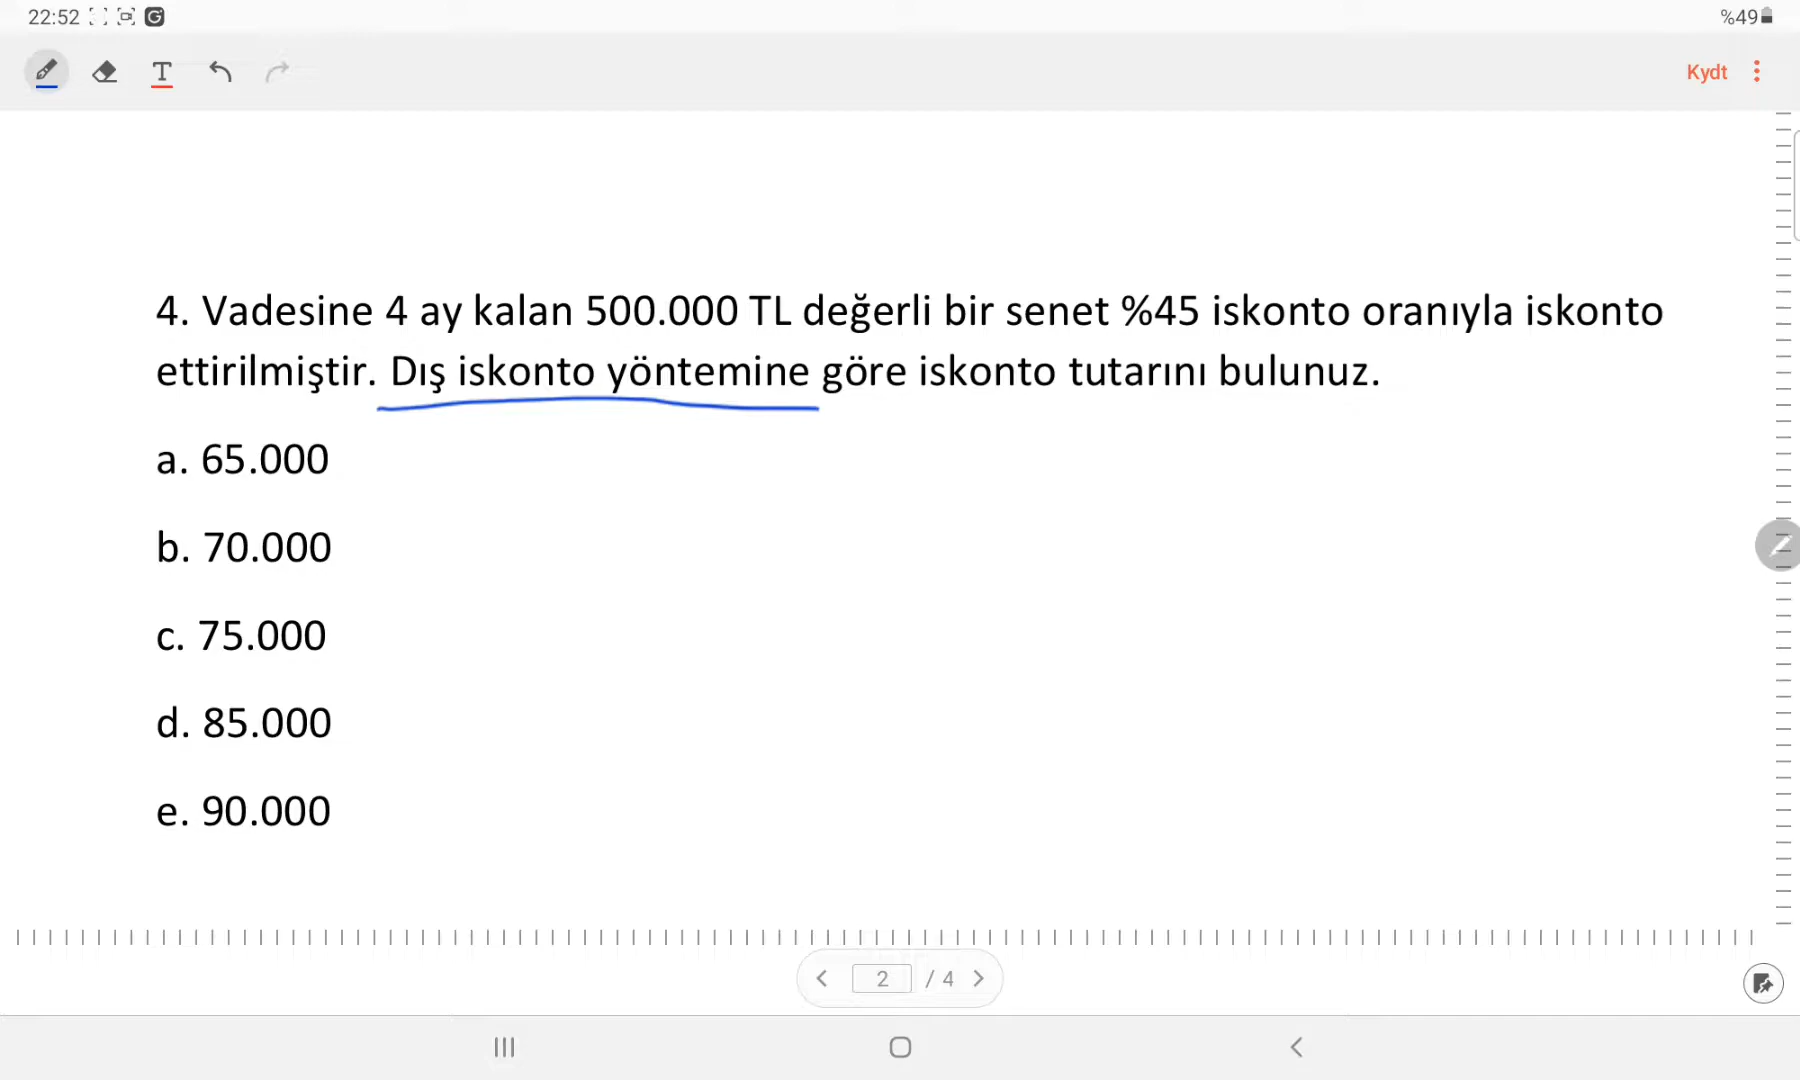 22:52
%49
T
Kydt
4. Vadesine 4 ay kalan 500.000 TL değerli bir senet %45 iskonto oranıyla iskonto
ettirilmiştir. Dış iskonto yöntemine göre iskonto tutarını bulunuz.
a. 65.000
b. 70.000
c. 75.000
d. 85.000
e. 90.000
2 / 4